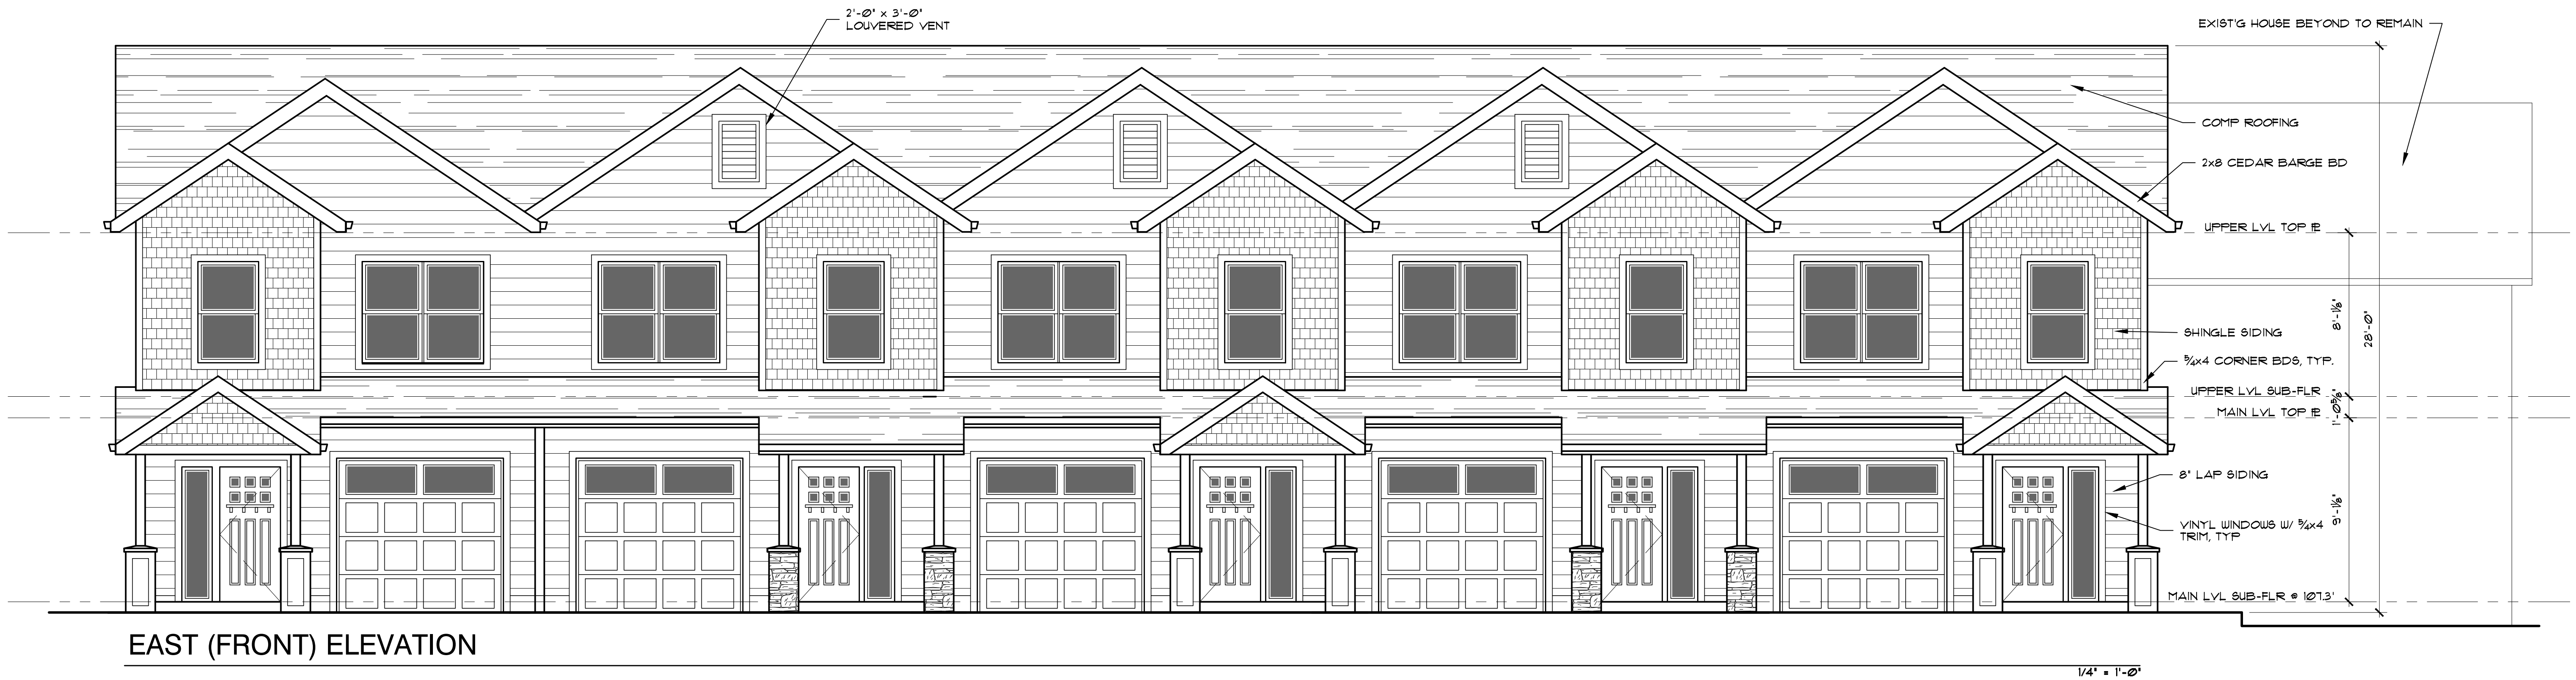 2'-0" x 3'-0"
LOUVERED VENT
EXIST'G HOUSE BEYOND TO REMAIN
COMP ROOFING
2x8 CEDAR BARGE BD
UPPER LVL TOP PL
8'-1⅛"
28'-0"
SHINGLE SIDING
5/4x4 CORNER BDS, TYP.
UPPER LVL SUB-FLR
1'-0⅝"
MAIN LVL TOP PL
8" LAP SIDING
9'-1⅛"
VINYL WINDOWS W/ 5/4x4
TRIM, TYP
MAIN LVL SUB-FLR @ 107.3'
EAST (FRONT) ELEVATION
1/4" = 1'-0"